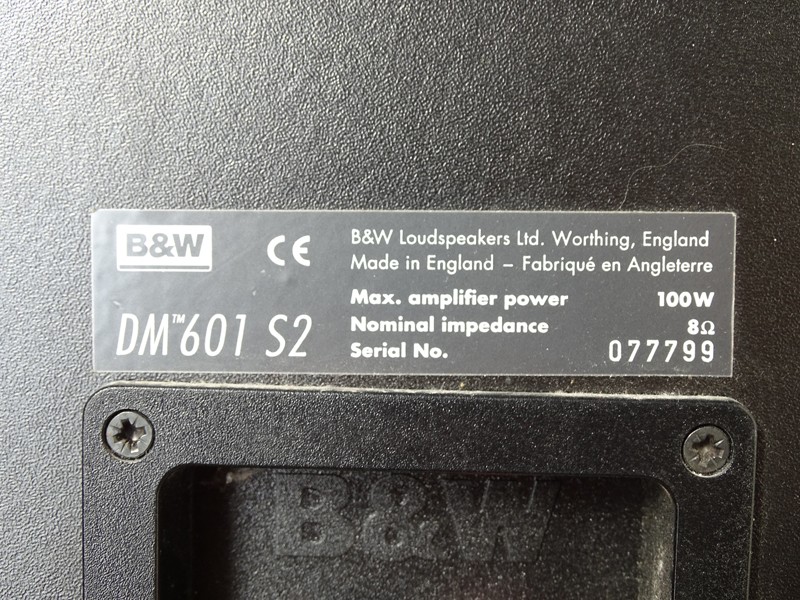 B&W
CE
DM™601 S2
B&W Loudspeakers Ltd. Worthing, England
Made in England – Fabriqué en Angleterre
Max. amplifier power 100W
Nominal impedance 8Ω
Serial No. 077799
B&W